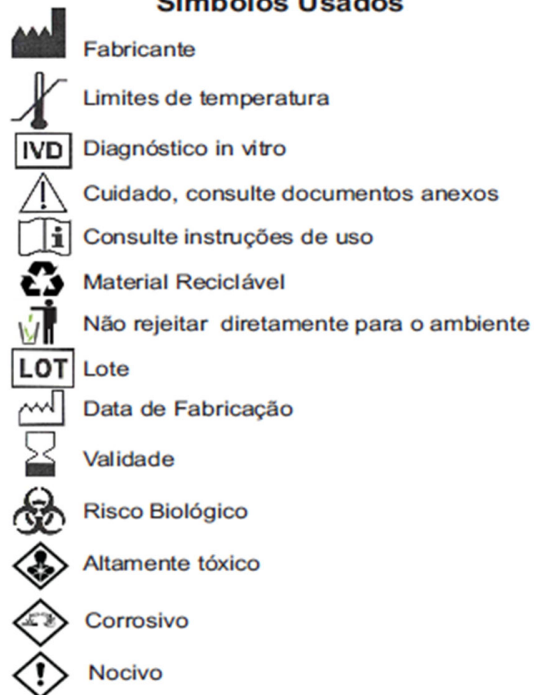 Símbolos Usados
Fabricante
Limites de temperatura
IVD Diagnóstico in vitro
Cuidado, consulte documentos anexos
Consulte instruções de uso
Material Reciclável
Não rejeitar diretamente para o ambiente
LOT Lote
Data de Fabricação
Validade
Risco Biológico
Altamente tóxico
Corrosivo
Nocivo